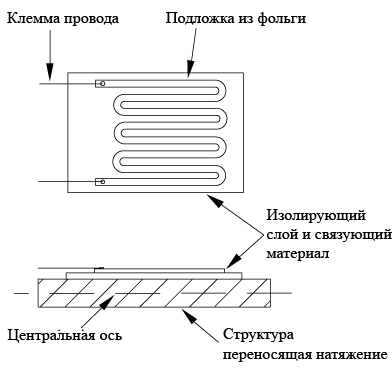 Клемма провода
Подложка из фольги
Изолирующий
слой и связующий
материал
Центральная ось
Структура
переносящая натяжение